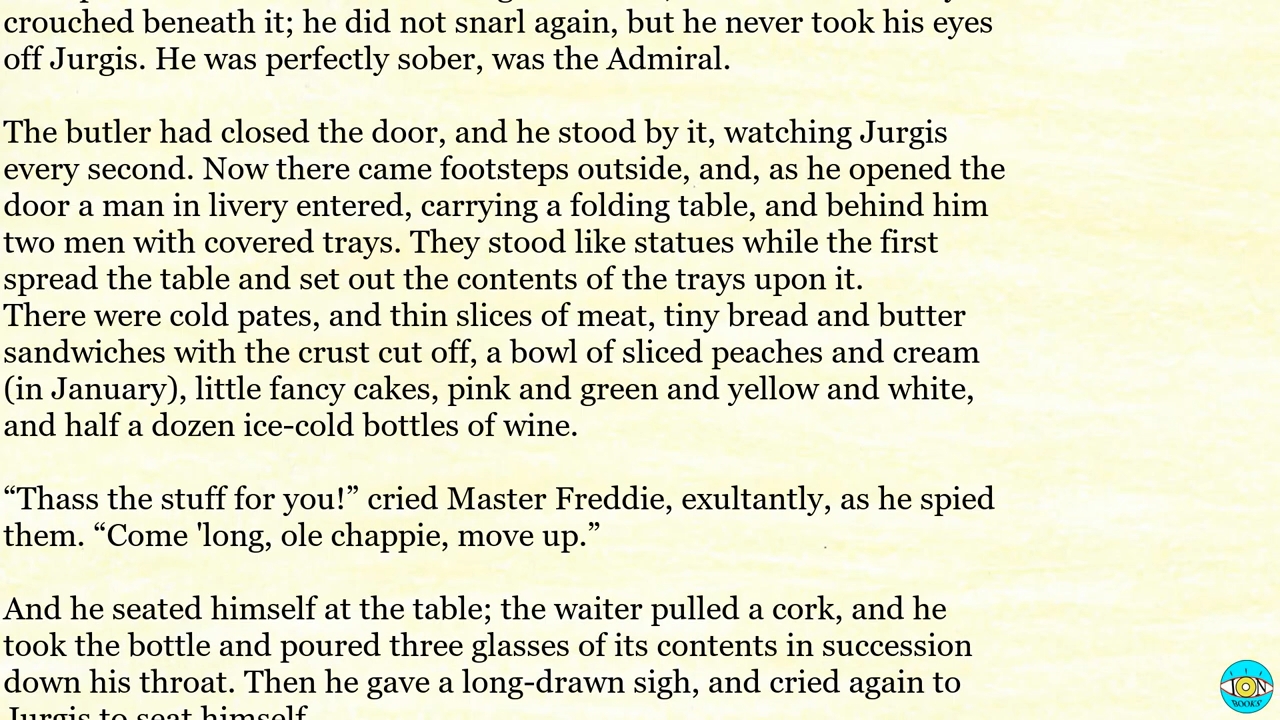 crouched beneath it; he did not snarl again, but he never took his eyes
off Jurgis. He was perfectly sober, was the Admiral.
The butler had closed the door, and he stood by it, watching Jurgis
every second. Now there came footsteps outside, and, as he opened the
door a man in livery entered, carrying a folding table, and behind him
two men with covered trays. They stood like statues while the first
spread the table and set out the contents of the trays upon it.
There were cold pates, and thin slices of meat, tiny bread and butter
sandwiches with the crust cut off, a bowl of sliced peaches and cream
(in January), little fancy cakes, pink and green and yellow and white,
and half a dozen ice-cold bottles of wine.
“Thass the stuff for you!” cried Master Freddie, exultantly, as he spied
them. “Come 'long, ole chappie, move up.”
And he seated himself at the table; the waiter pulled a cork, and he
took the bottle and poured three glasses of its contents in succession
down his throat. Then he gave a long-drawn sigh, and cried again to
Jurgis to seat himself.
ION
BOOKS